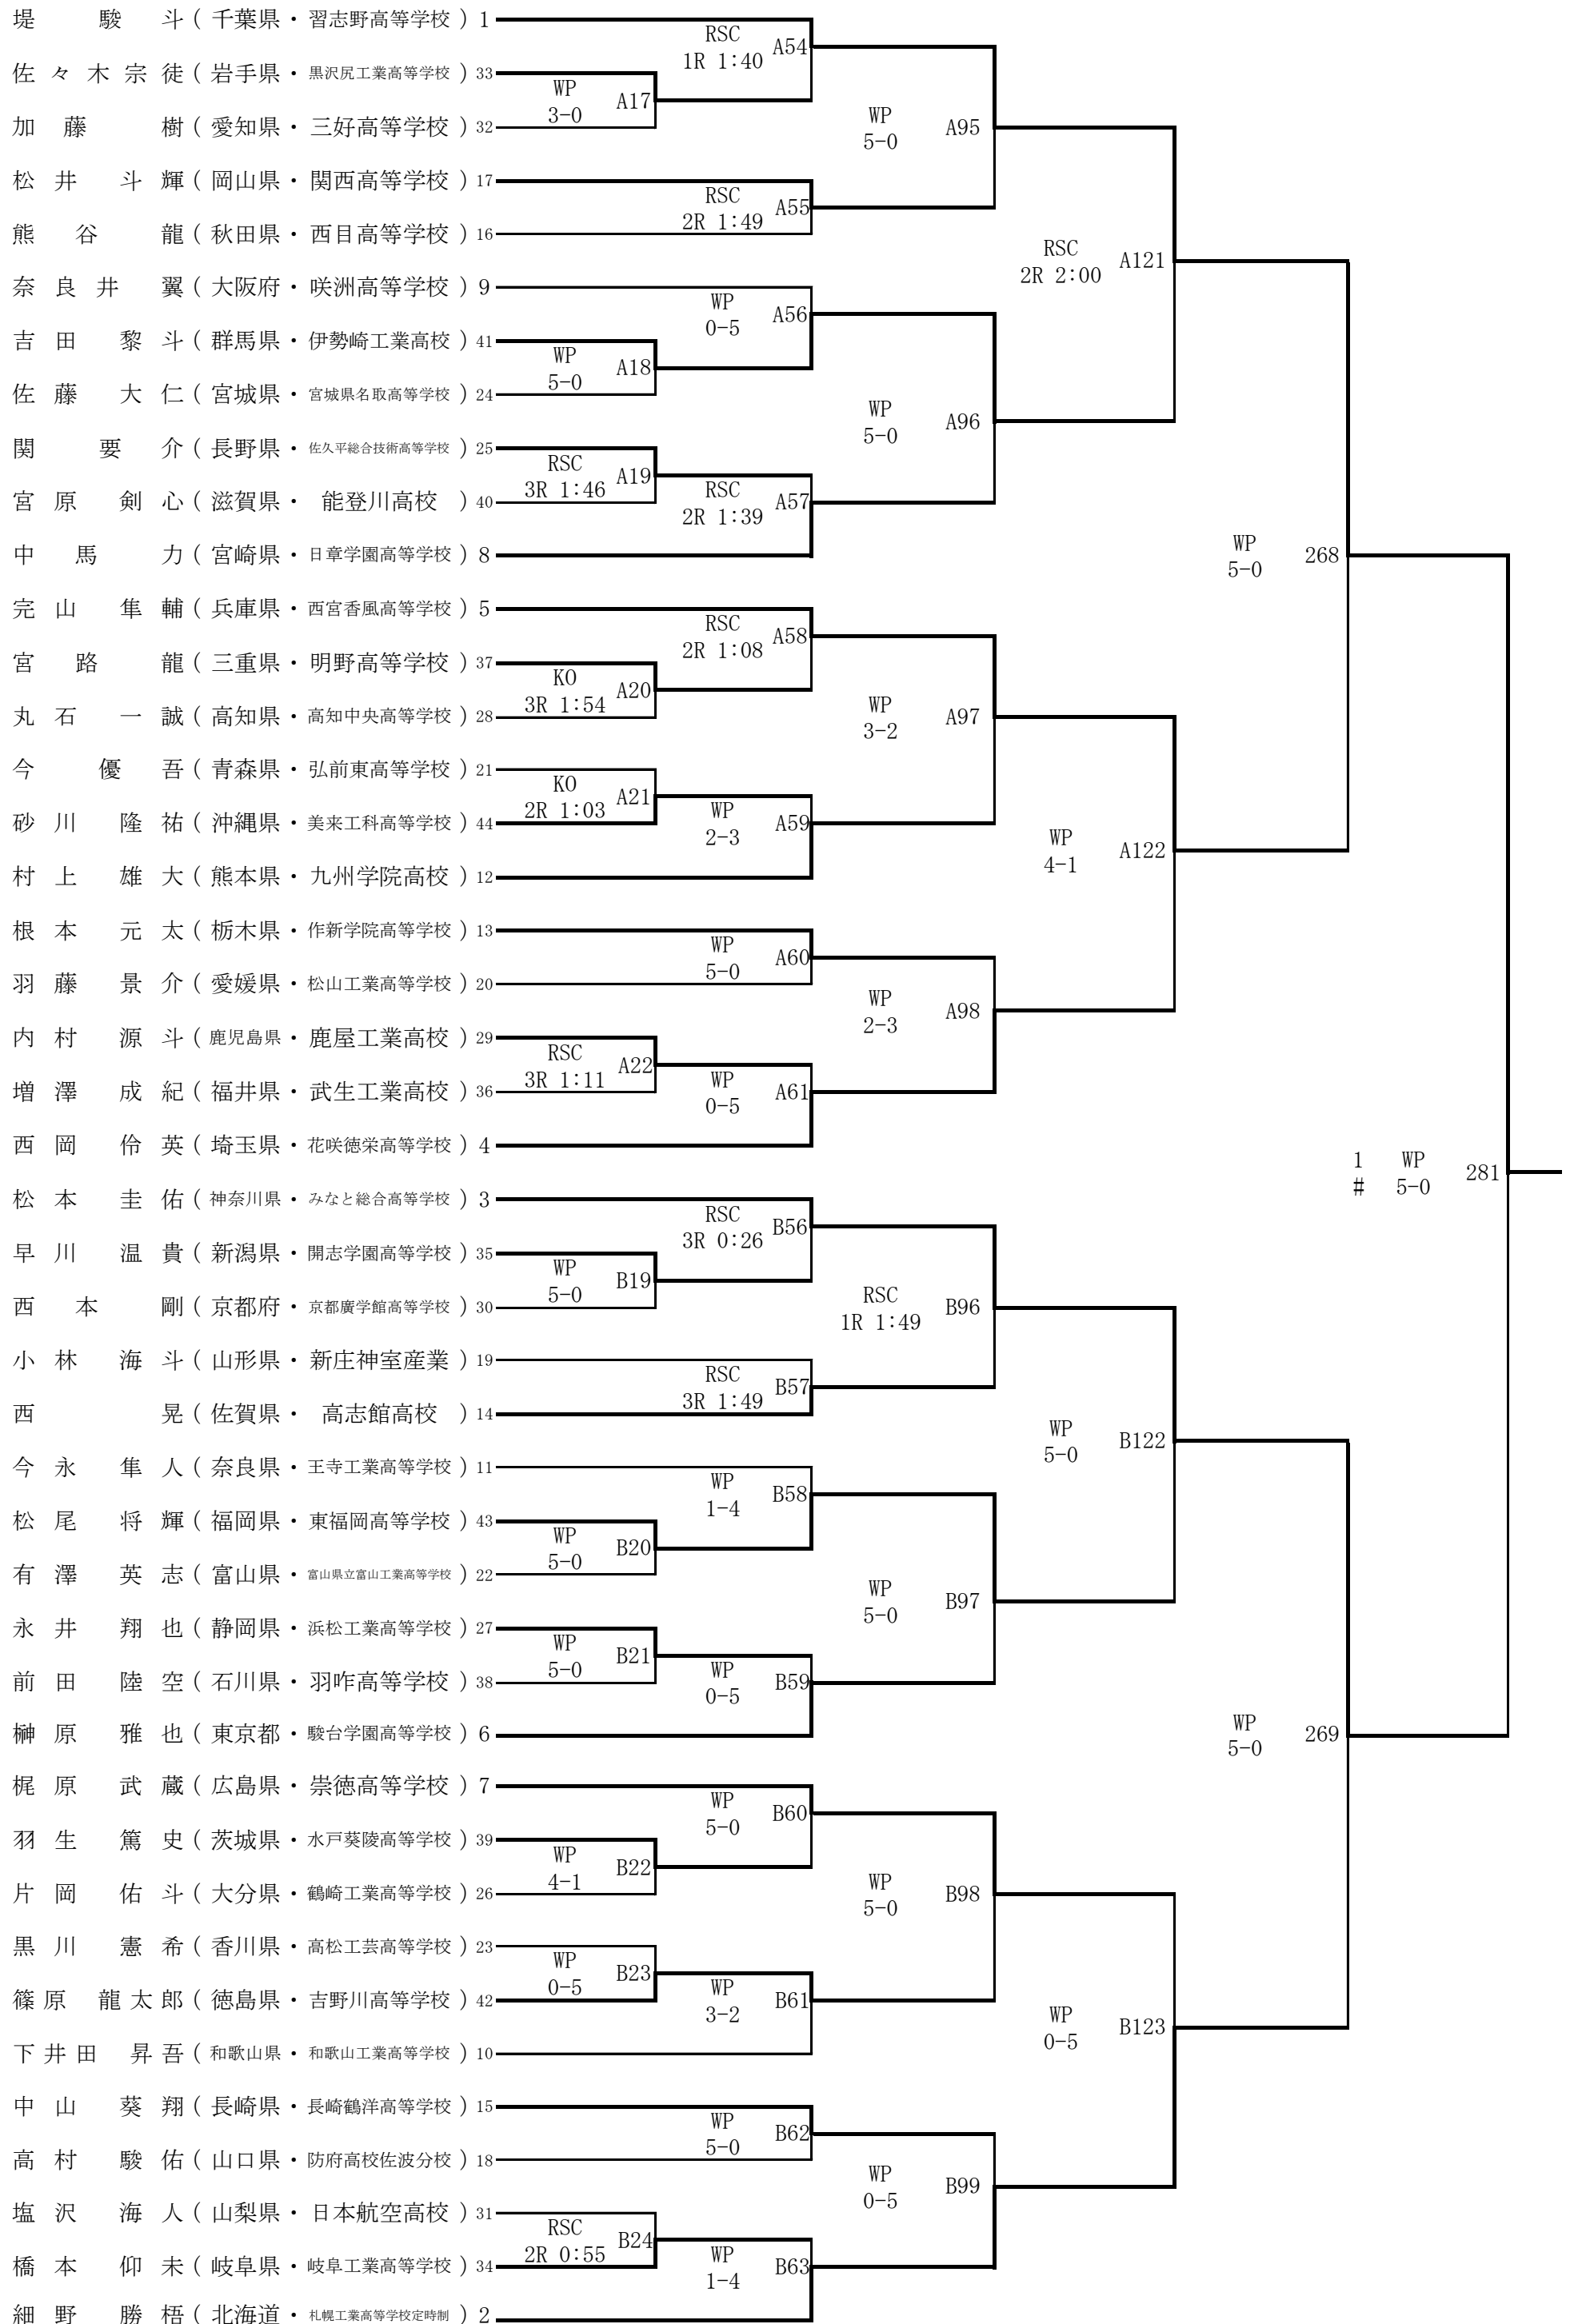 堤 駿 斗 ( 千葉県 ・ 習志野高等学校 ) 1
RSC
1R 1:40 A54
佐 々 木 宗 徒 ( 岩手県 ・ 黒沢尻工業高等学校 ) 33
WP
3-0 A17
加 藤 樹 ( 愛知県 ・ 三好高等学校 ) 32
WP
5-0 A95
松 井 斗 輝 ( 岡山県 ・ 関西高等学校 ) 17
RSC
2R 1:49 A55
熊 谷 龍 ( 秋田県 ・ 西目高等学校 ) 16
RSC
2R 2:00 A121
奈 良 井 翼 ( 大阪府 ・ 咲洲高等学校 ) 9
WP
0-5 A56
吉 田 黎 斗 ( 群馬県 ・ 伊勢崎工業高校 ) 41
WP
5-0 A18
佐 藤 大 仁 ( 宮城県 ・ 宮城県名取高等学校 ) 24
WP
5-0 A96
関 要 介 ( 長野県 ・ 佐久平総合技術高等学校 ) 25
RSC
3R 1:46 A19
宮 原 剣 心 ( 滋賀県 ・ 能登川高校 ) 40
RSC
2R 1:39 A57
中 馬 力 ( 宮崎県 ・ 日章学園高等学校 ) 8
WP
5-0 268
完 山 隼 輔 ( 兵庫県 ・ 西宮香風高等学校 ) 5
RSC
2R 1:08 A58
宮 路 龍 ( 三重県 ・ 明野高等学校 ) 37
KO
3R 1:54 A20
丸 石 一 誠 ( 高知県 ・ 高知中央高等学校 ) 28
WP
3-2 A97
今 優 吾 ( 青森県 ・ 弘前東高等学校 ) 21
KO
2R 1:03 A21
砂 川 隆 祐 ( 沖縄県 ・ 美来工科高等学校 ) 44
WP
2-3 A59
村 上 雄 大 ( 熊本県 ・ 九州学院高校 ) 12
WP
4-1 A122
根 本 元 太 ( 栃木県 ・ 作新学院高等学校 ) 13
WP
5-0 A60
羽 藤 景 介 ( 愛媛県 ・ 松山工業高等学校 ) 20
WP
2-3 A98
内 村 源 斗 ( 鹿児島県 ・ 鹿屋工業高校 ) 29
RSC
3R 1:11 A22
増 澤 成 紀 ( 福井県 ・ 武生工業高校 ) 36
WP
0-5 A61
西 岡 伶 英 ( 埼玉県 ・ 花咲徳栄高等学校 ) 4
1 WP
# 5-0 281
松 本 圭 佑 ( 神奈川県 ・ みなと総合高等学校 ) 3
RSC
3R 0:26 B56
早 川 温 貴 ( 新潟県 ・ 開志学園高等学校 ) 35
WP
5-0 B19
西 本 剛 ( 京都府 ・ 京都廣学館高等学校 ) 30
RSC
1R 1:49 B96
小 林 海 斗 ( 山形県 ・ 新庄神室産業 ) 19
RSC
3R 1:49 B57
西 晃 ( 佐賀県 ・ 高志館高校 ) 14
WP
5-0 B122
今 永 隼 人 ( 奈良県 ・ 王寺工業高等学校 ) 11
WP
1-4 B58
松 尾 将 輝 ( 福岡県 ・ 東福岡高等学校 ) 43
WP
5-0 B20
有 澤 英 志 ( 富山県 ・ 富山県立富山工業高等学校 ) 22
WP
5-0 B97
永 井 翔 也 ( 静岡県 ・ 浜松工業高等学校 ) 27
WP
5-0 B21
前 田 陸 空 ( 石川県 ・ 羽咋高等学校 ) 38
WP
0-5 B59
榊 原 雅 也 ( 東京都 ・ 駿台学園高等学校 ) 6
WP
5-0 269
梶 原 武 蔵 ( 広島県 ・ 崇徳高等学校 ) 7
WP
5-0 B60
羽 生 篤 史 ( 茨城県 ・ 水戸葵陵高等学校 ) 39
WP
4-1 B22
片 岡 佑 斗 ( 大分県 ・ 鶴崎工業高等学校 ) 26
WP
5-0 B98
黒 川 憲 希 ( 香川県 ・ 高松工芸高等学校 ) 23
WP
0-5 B23
篠 原 龍 太 郎 ( 徳島県 ・ 吉野川高等学校 ) 42
WP
3-2 B61
WP
0-5 B123
下 井 田 昇 吾 ( 和歌山県 ・ 和歌山工業高等学校 ) 10
中 山 葵 翔 ( 長崎県 ・ 長崎鶴洋高等学校 ) 15
WP
5-0 B62
高 村 駿 佑 ( 山口県 ・ 防府高校佐波分校 ) 18
WP
0-5 B99
塩 沢 海 人 ( 山梨県 ・ 日本航空高校 ) 31
RSC
2R 0:55 B24
橋 本 仰 未 ( 岐阜県 ・ 岐阜工業高等学校 ) 34
WP
1-4 B63
細 野 勝 梧 ( 北海道 ・ 札幌工業高等学校定時制 ) 2